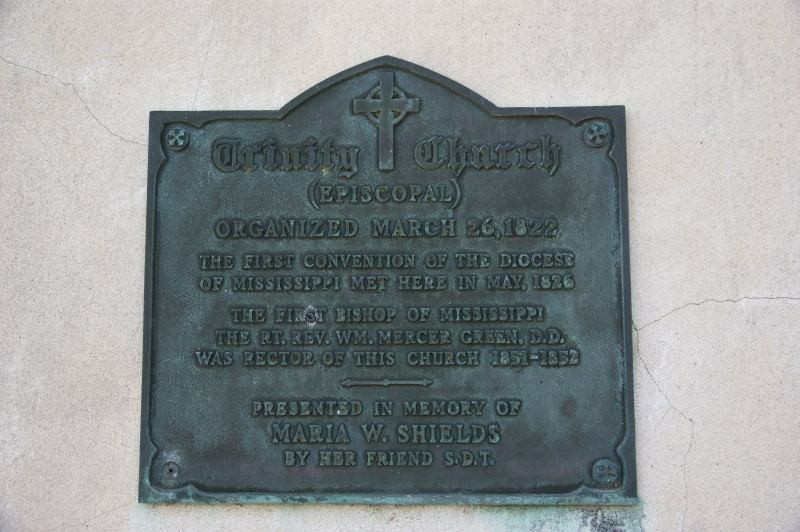 Trinity Church
(EPISCOPAL)
ORGANIZED MARCH 26, 1822
THE FIRST CONVENTION OF THE DIOCESE
OF MISSISSIPPI MET HERE IN MAY, 1826
THE FIRST BISHOP OF MISSISSIPPI
THE RT. REV. WM. MERCER GREEN, D.D.
WAS RECTOR OF THIS CHURCH 1851-1852
PRESENTED IN MEMORY OF
MARIA W. SHIELDS
BY HER FRIEND S.D.T.